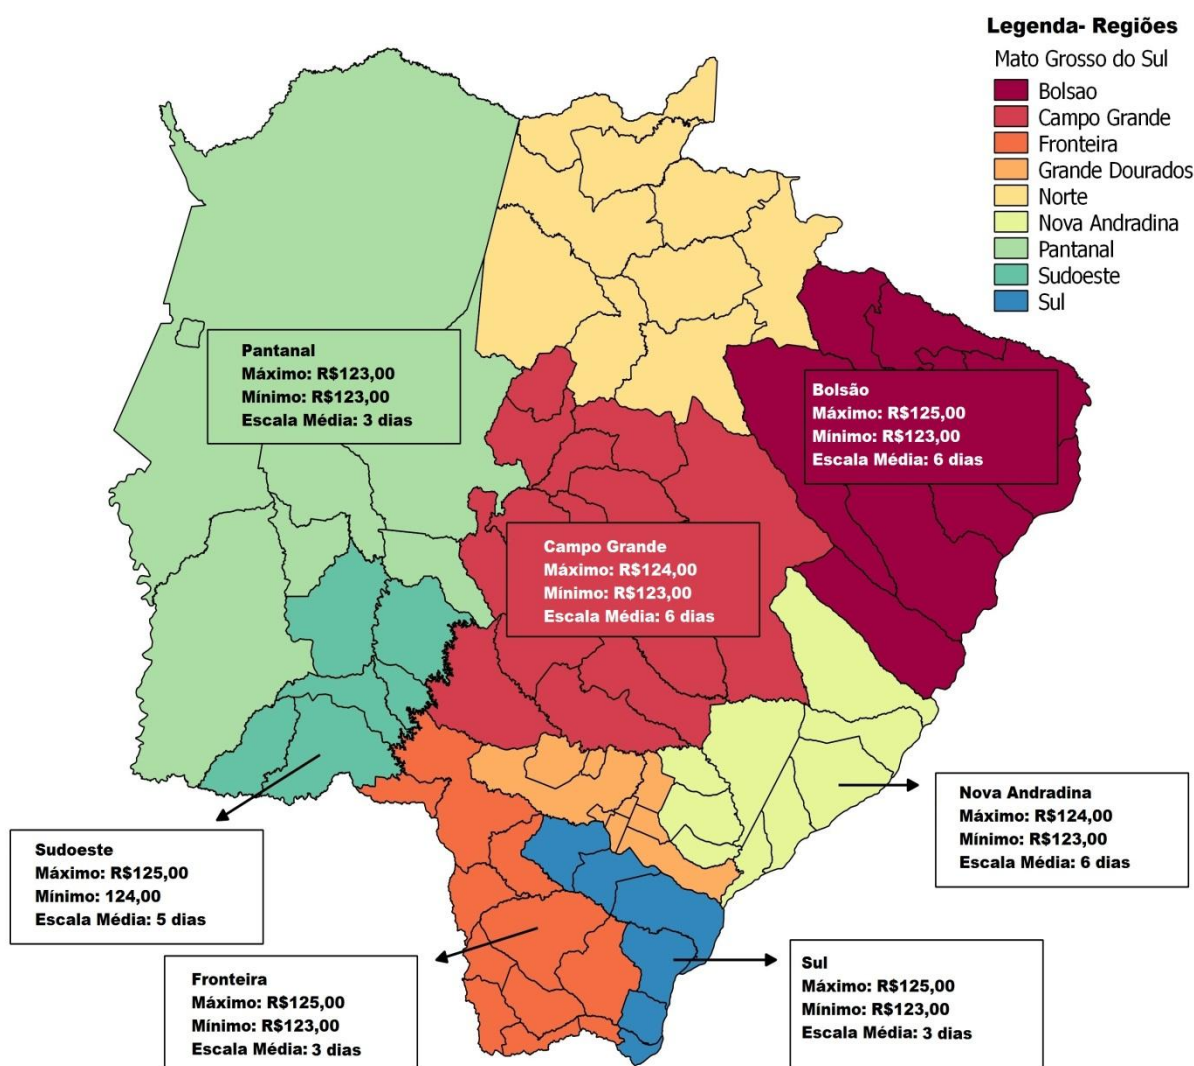 Legenda- Regiões
Mato Grosso do Sul
Bolsao
Campo Grande
Fronteira
Grande Dourados
Norte
Nova Andradina
Pantanal
Sudoeste
Sul
Pantanal
Máximo: R$123,00
Mínimo: R$123,00
Escala Média: 3 dias
Bolsão
Máximo: R$125,00
Mínimo: R$123,00
Escala Média: 6 dias
Campo Grande
Máximo: R$124,00
Mínimo: R$123,00
Escala Média: 6 dias
Nova Andradina
Máximo: R$124,00
Mínimo: R$123,00
Escala Média: 6 dias
Sudoeste
Máximo: R$125,00
Mínimo: 124,00
Escala Média: 5 dias
Fronteira
Máximo: R$125,00
Mínimo: R$123,00
Escala Média: 3 dias
Sul
Máximo: R$125,00
Mínimo: R$123,00
Escala Média: 3 dias